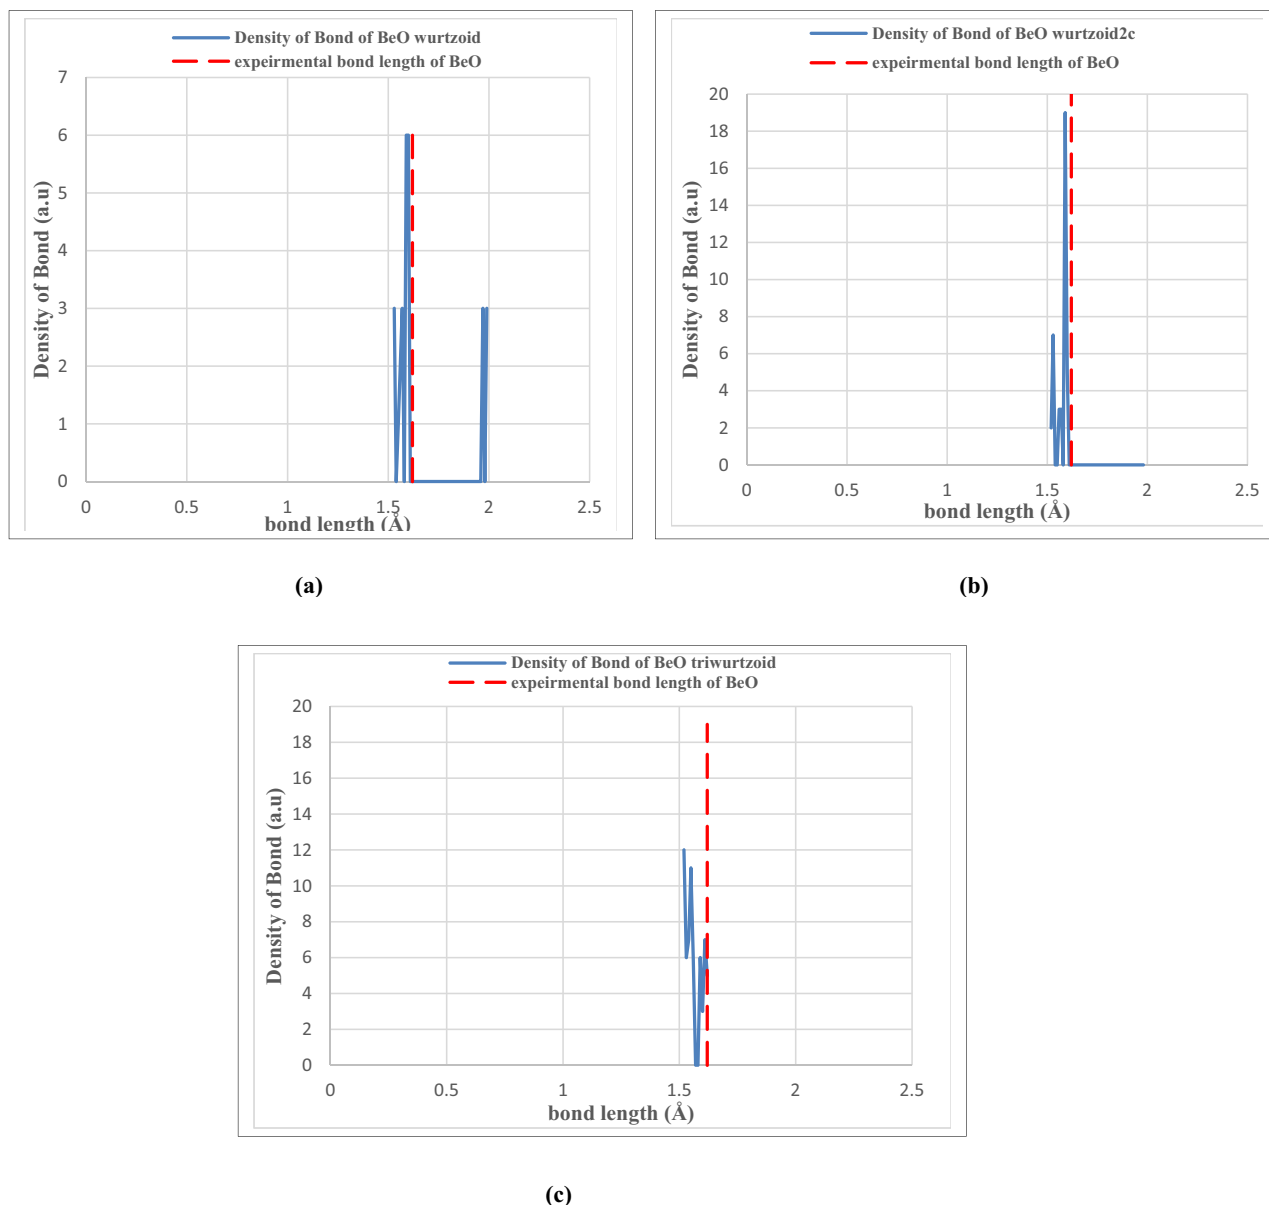 Density of Bond of BeO wurtzoid
expeirmental bond length of BeO
7
6
5
4
3
2
1
0
Density of Bond (a.u)
0 0.5 1 1.5 2 2.5
bond length (Å)
(a)
Density of Bond of BeO wurtzoid2c
expeirmental bond length of BeO
20
18
16
14
12
10
8
6
4
2
0
Density of Bond (a.u)
0 0.5 1 1.5 2 2.5
bond length (Å)
(b)
Density of Bond of BeO triwurtzoid
expeirmental bond length of BeO
20
18
16
14
12
10
8
6
4
2
0
Density of Bond (a.u)
0 0.5 1 1.5 2 2.5
bond length (Å)
(c)